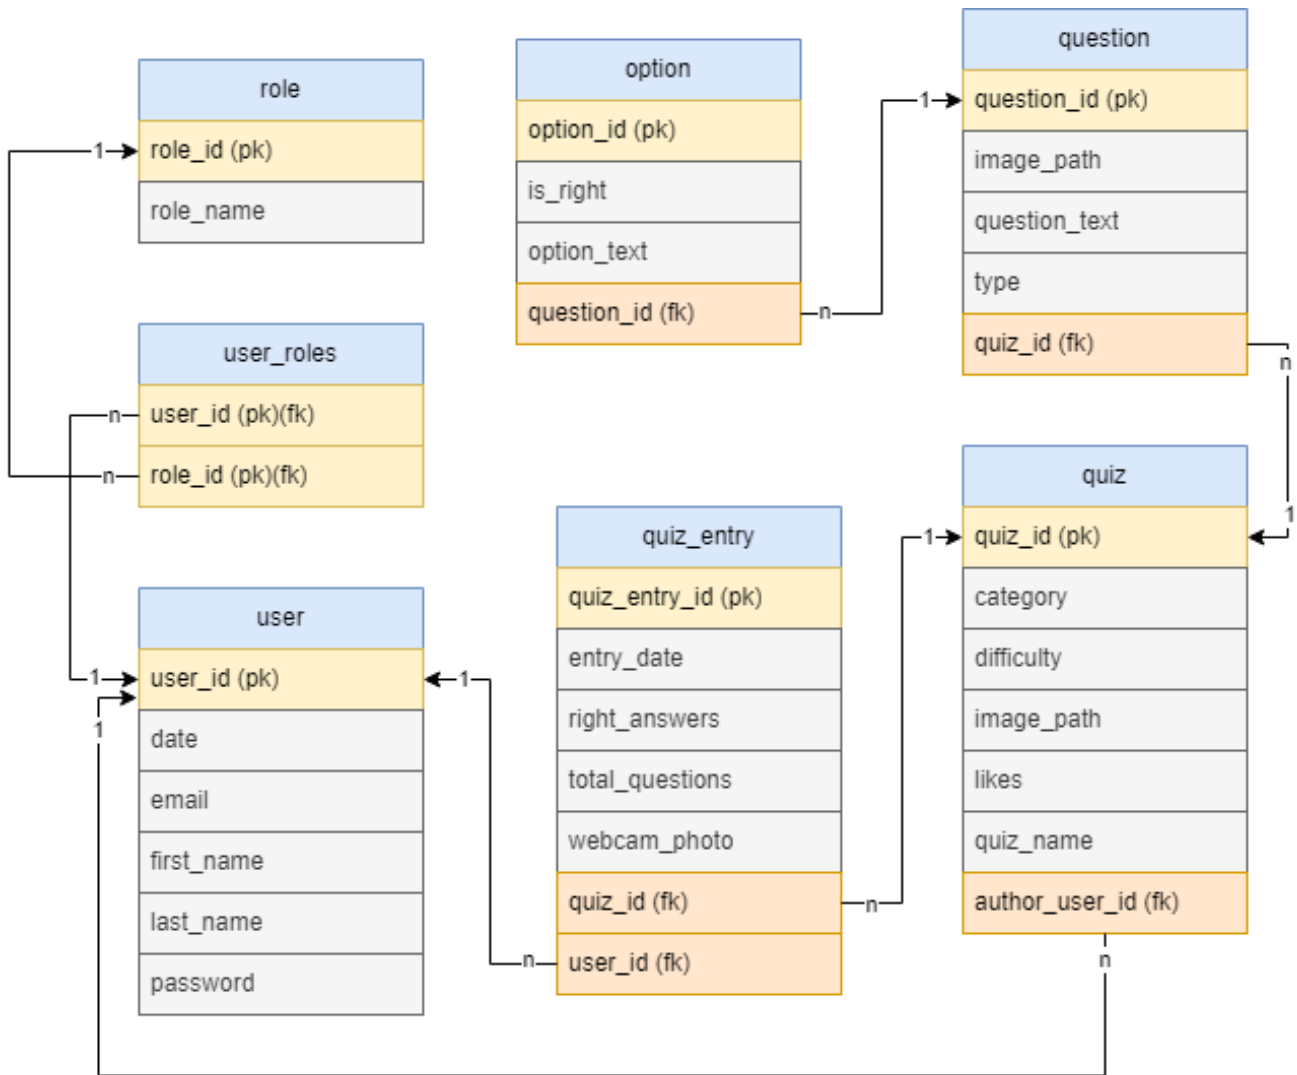 role
role_id (pk)
role_name
1
user_roles
user_id (pk)(fk)
role_id (pk)(fk)
n
n
user
user_id (pk)
date
email
first_name
last_name
password
1
1
option
option_id (pk)
is_right
option_text
question_id (fk)
n
1
question
question_id (pk)
image_path
question_text
type
quiz_id (fk)
n
1
quiz_entry
quiz_entry_id (pk)
entry_date
right_answers
total_questions
webcam_photo
quiz_id (fk)
user_id (fk)
1
n
n
1
quiz
quiz_id (pk)
category
difficulty
image_path
likes
quiz_name
author_user_id (fk)
n